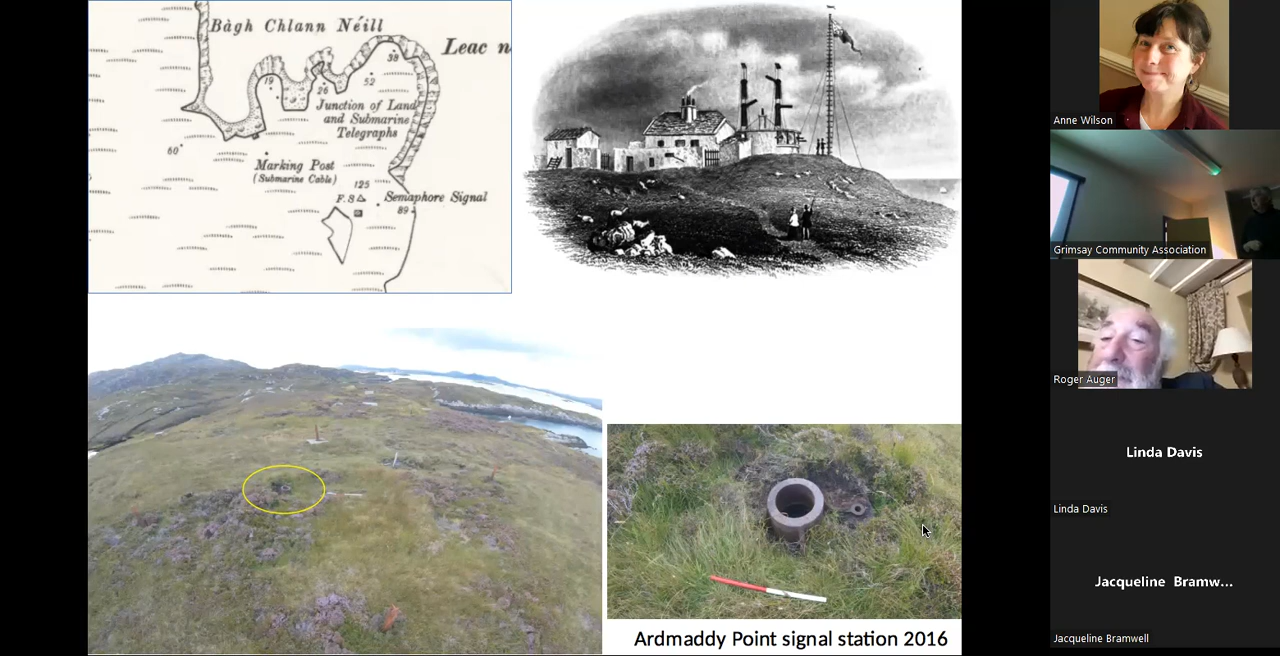 Bàgh Chlann Néill
Leac n
38
19
52
26
Junction of Land
and Submarine
Telegraphs
60
Marking Post
(Submarine Cable)
125
F.S
Semaphore Signal
89
Ardmaddy Point signal station 2016
Anne Wilson
Grimsay Community Association
Roger Auger
Linda Davis
Linda Davis
Jacqueline Bramw...
Jacqueline Bramwell